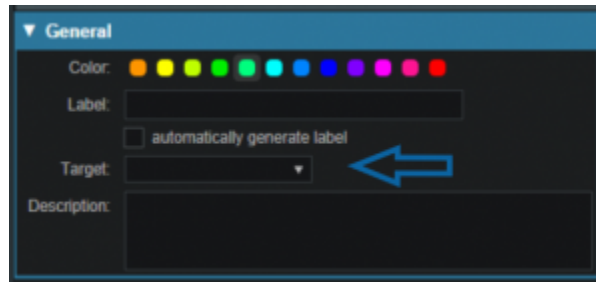 ▼ General
Color:
Label:
automatically generate label
Target:
Description: